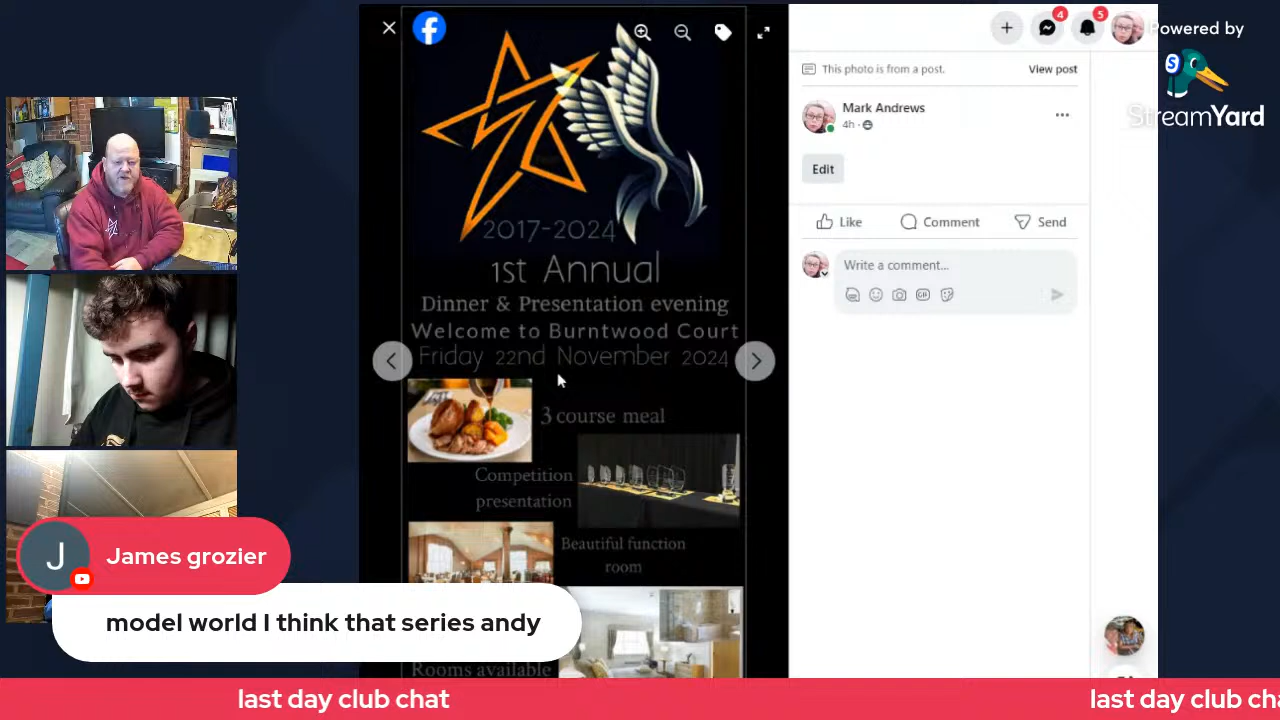 This photo is from a post.
View post
Mark Andrews
4h
Edit
Like
Comment
Send
Write a comment...
GIF
4
5
Powered by
StreamYard
2017-2024
1st Annual
Dinner & Presentation evening
Welcome to Burntwood Court
Friday 22nd November 2024
3 course meal
Competition
presentation
Beautiful function
room
Rooms available
J
James grozier
model world I think that series andy
last day club chat
last day club cha